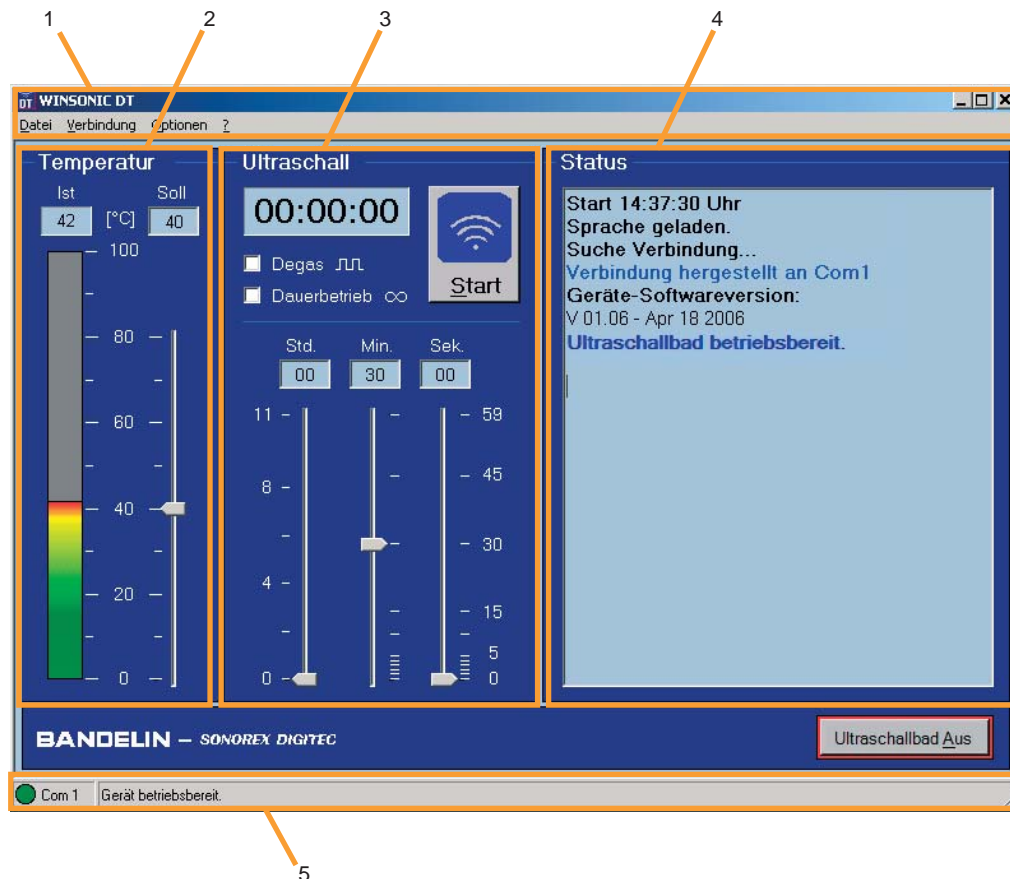 1 2 3 4
DT WINSONIC DT
Datei Verbindung Optionen ?
Temperatur
Ist Soll
42 [°C] 40
100
80
60
40
20
0
Ultraschall
00:00:00
Degas
Dauerbetrieb ∞
Start
Std. Min. Sek.
00 30 00
11 59
45
8
30
4
15
5
0 0
Status
Start 14:37:30 Uhr
Sprache geladen.
Suche Verbindung...
Verbindung hergestellt an Com1
Geräte-Softwareversion:
V 01.06 - Apr 18 2006
Ultraschallbad betriebsbereit.
BANDELIN – SONOREX DIGITEC
Ultraschallbad Aus
Com 1 Gerät betriebsbereit.
5